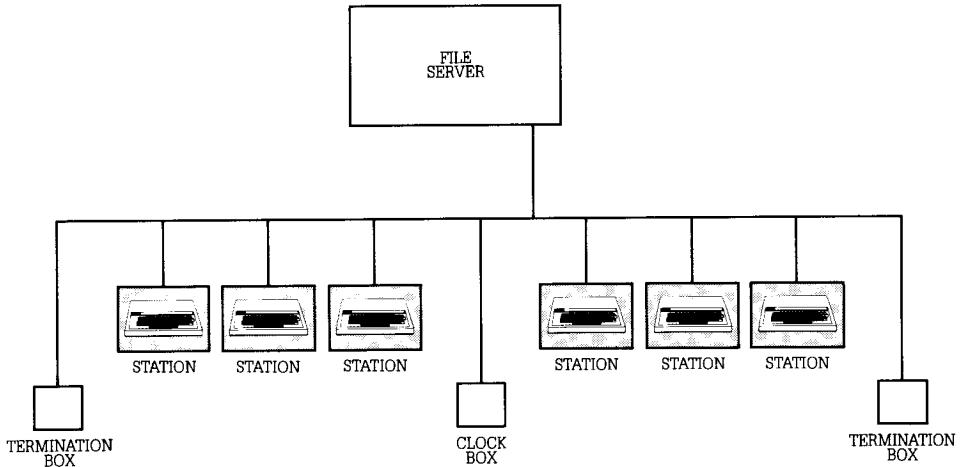 FILE
SERVER
STATION
STATION
STATION
STATION
STATION
STATION
TERMINATION
BOX
CLOCK
BOX
TERMINATION
BOX